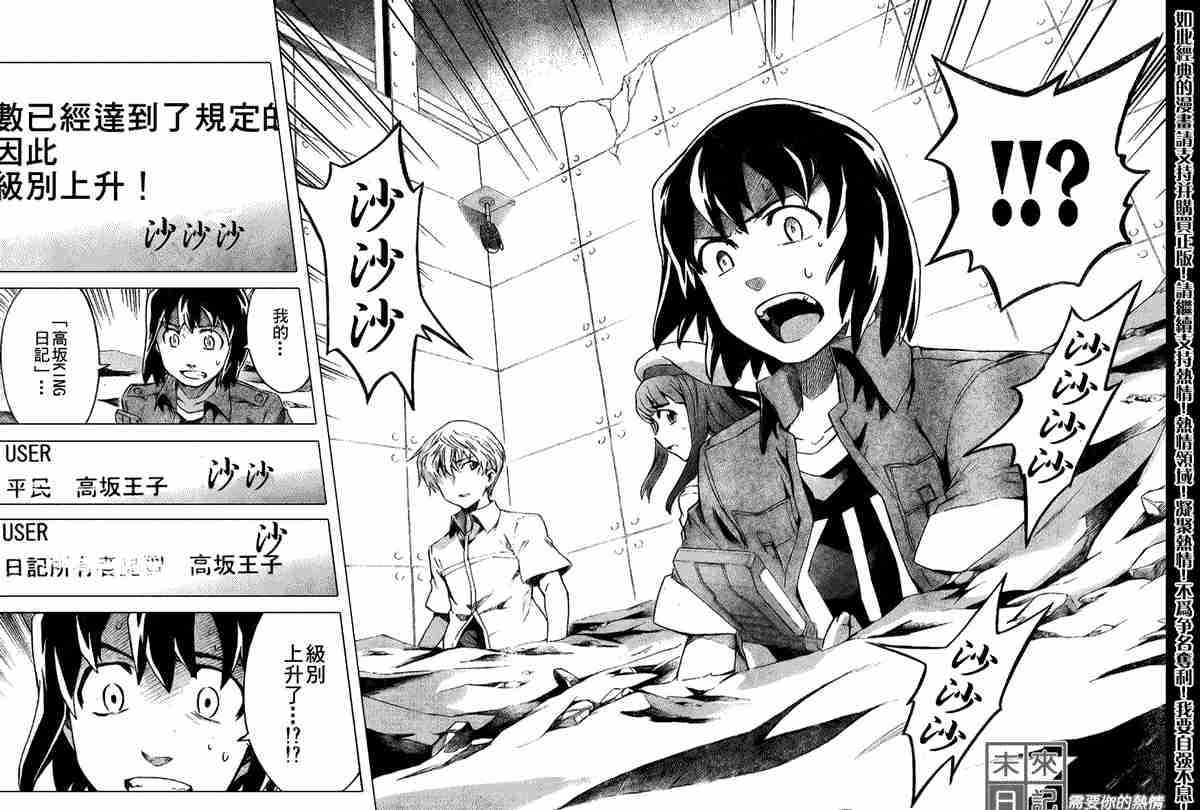 !!?
沙沙沙
沙沙沙沙
沙沙沙
數已經達到了規定的
因此
級別上升！
沙沙沙
我的…
「高坂KING
日記」…
USER
平民 高坂王子
沙沙
USER
沙
日記所有 高坂王子
級別
上升了…!?!?
如此經典的漫畫請支持并購買正版！請繼續支持熱情！熱情領域！凝聚熱情！不爲爭名奪利！我要自强不息
未來
日記
需要你的熱情